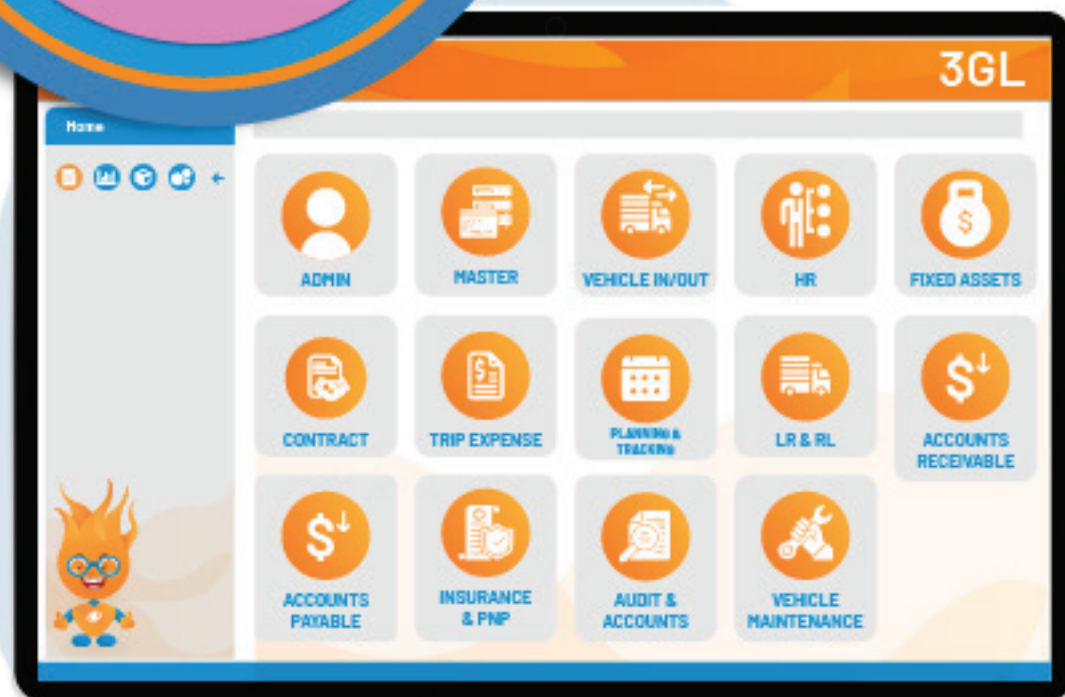 3GL
Home
ADMIN
MASTER
VEHICLE IN/OUT
HR
FIXED ASSETS
CONTRACT
TRIP EXPENSE
PLANNING &
TRACKING
LR & RL
ACCOUNTS
RECEIVABLE
ACCOUNTS
PAYABLE
INSURANCE
& PNP
AUDIT &
ACCOUNTS
VEHICLE
MAINTENANCE